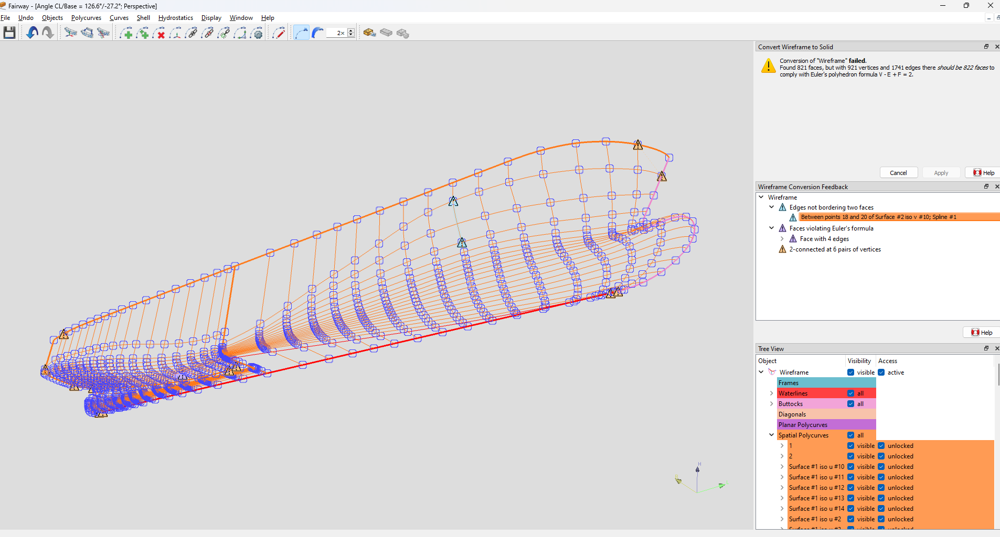 Fairway - [Angle CL/Base = 126.6°/-27.2°; Perspective]
File Undo Objects Polycurves Curves Shell Hydrostatics Display Window Help
2×
Convert Wireframe to Solid
Conversion of "Wireframe" failed.
Found 821 faces, but with 921 vertices and 1741 edges there should be 822 faces to
comply with Euler's polyhedron formula V - E + F = 2.
Cancel Apply Help
Wireframe Conversion Feedback
Wireframe
Edges not bordering two faces
Between points 18 and 20 of Surface #2 iso v #10; Spline #1
Faces violating Euler's formula
Face with 4 edges
2-connected at 6 pairs of vertices
Help
Tree View
Object Visibility Access
Wireframe visible active
Frames
Waterlines all
Buttocks all
Diagonals
Planar Polycurves
Spatial Polycurves all
1 visible unlocked
2 visible unlocked
Surface #1 iso u #10 visible unlocked
Surface #1 iso u #11 visible unlocked
Surface #1 iso u #12 visible unlocked
Surface #1 iso u #13 visible unlocked
Surface #1 iso u #14 visible unlocked
Surface #1 iso u #2 visible unlocked
H